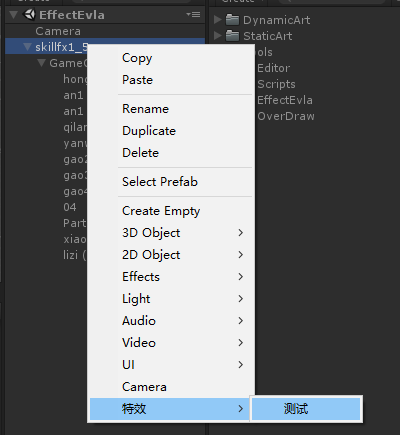 EffectEvla
Camera
skillfx1_5
GameO
hong
an1
an1
qilan
yanw
gao2
gao3
gao4
04
Part
xiao
lizi (
Copy
Paste
Rename
Duplicate
Delete
Select Prefab
Create Empty
3D Object
2D Object
Effects
Light
Audio
Video
UI
Camera
特效
测试
DynamicArt
StaticArt
ools
Editor
Scripts
EffectEvla
OverDraw